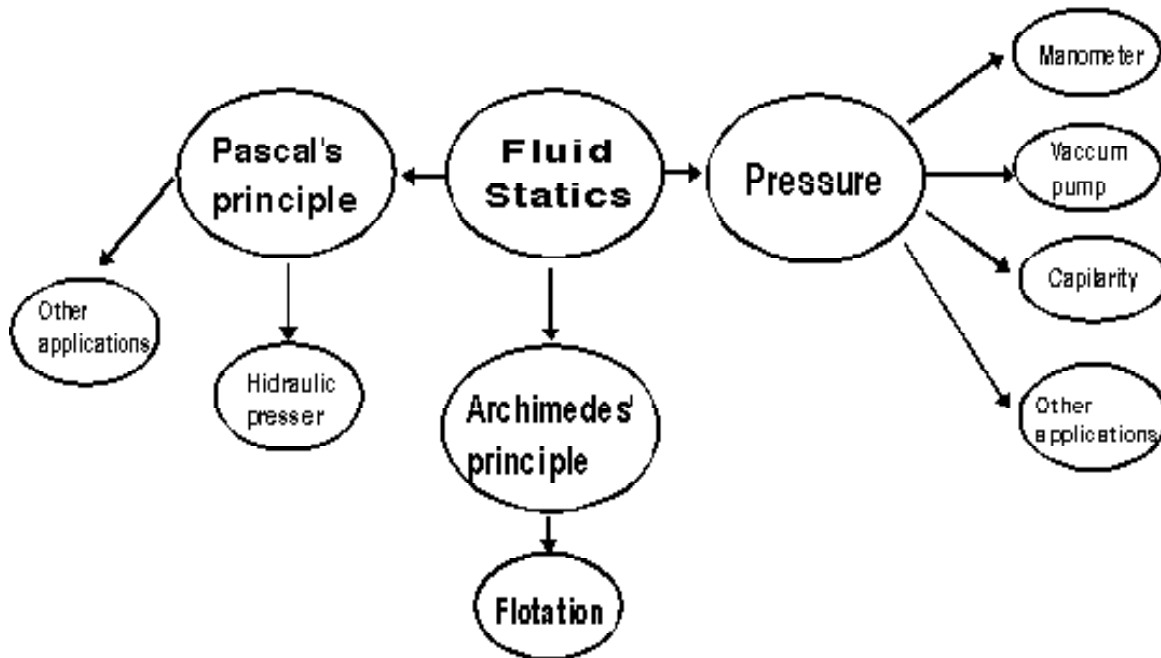 Manometer
Pascal's
principle
Fluid
Statics
Pressure
Vaccum
pump
Capilarity
Other
applications
Hidraulic
presser
Archimedes'
principle
Other
applications
Flotation